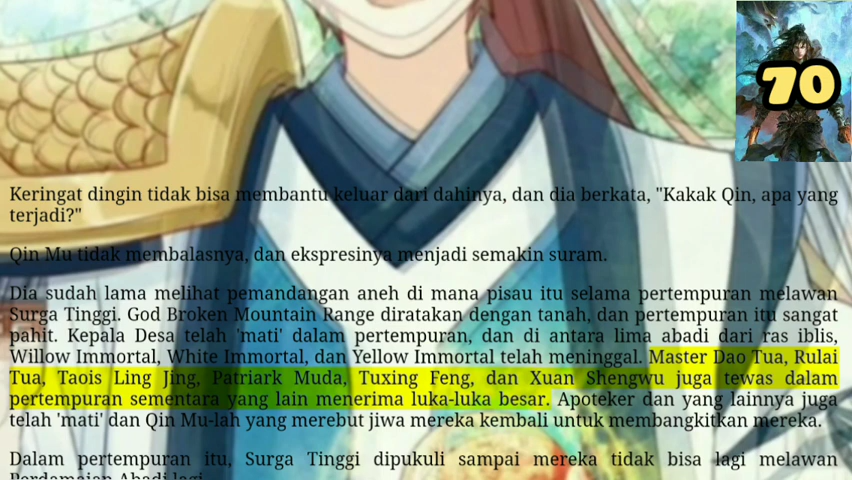 70
Keringat dingin tidak bisa membantu keluar dari dahinya, dan dia berkata, "Kakak Qin, apa yang
terjadi?"
Qin Mu tidak membalasnya, dan ekspresinya menjadi semakin suram.
Dia sudah lama melihat pemandangan aneh di mana pisau itu selama pertempuran melawan
Surga Tinggi. God Broken Mountain Range diratakan dengan tanah, dan pertempuran itu sangat
pahit. Kepala Desa telah 'mati' dalam pertempuran, dan di antara lima abadi dari ras iblis,
Willow Immortal, White Immortal, dan Yellow Immortal telah meninggal. Master Dao Tua, Rulai
Tua, Taois Ling Jing, Patriark Muda, Tuxing Feng, dan Xuan Shengwu juga tewas dalam
pertempuran sementara yang lain menerima luka-luka besar. Apoteker dan yang lainnya juga
telah 'mati' dan Qin Mu-lah yang merebut jiwa mereka kembali untuk membangkitkan mereka.
Dalam pertempuran itu, Surga Tinggi dipukuli sampai mereka tidak bisa lagi melawan
Perdamaian Abadi lagi.